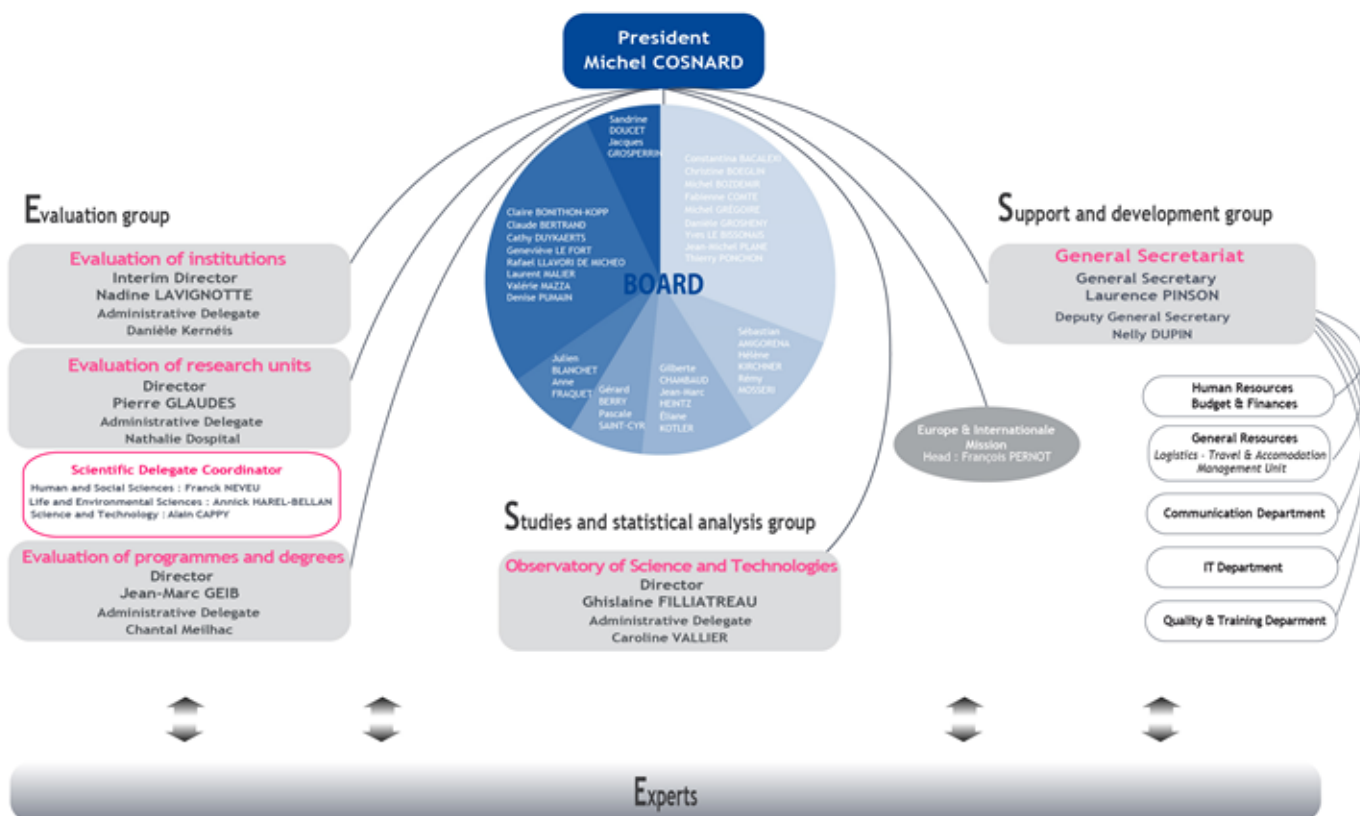 President
Michel COSNARD
Sandrine
DOUCET
Jacques
GROSPERRIN
Constantina BACALEXI
Christine BOEGLIN
Michel BOZDEMIR
Fabienne COMTE
Michel GRÉGOIRE
Danièle GROSHENY
Yves LE BISSONAIS
Jean-Michel PLANE
Thierry PONCHON
Claire BONITHON-KOPP
Claude BERTRAND
Cathy DUYKAERTS
Geneviève LE FORT
Rafael LLAVORI DE MICHEO
Laurent MALIER
Valérie MAZZA
Denise PUMAIN
BOARD
Sébastian
AMIGORENA
Hélène
KIRCHNER
Rémy
MOSSERI
Julien
BLANCHET
Anne
FRAQUET
Gérard
BERRY
Pascale
SAINT-CYR
Gilberte
CHAMBAUD
Jean-Marc
HEINTZ
Éliane
KOTLER
Evaluation group
Evaluation of institutions
Interim Director
Nadine LAVIGNOTTE
Administrative Delegate
Danièle Kernéis
Evaluation of research units
Director
Pierre GLAUDES
Administrative Delegate
Nathalie Dospital
Scientific Delegate Coordinator
Human and Social Sciences : Franck NEVEU
Life and Environmental Sciences : Annick HAREL-BELLAN
Science and Technology : Alain CAPPY
Evaluation of programmes and degrees
Director
Jean-Marc GEIB
Administrative Delegate
Chantal Meilhac
Studies and statistical analysis group
Observatory of Science and Technologies
Director
Ghislaine FILLIATREAU
Administrative Delegate
Caroline VALLIER
Europe & Internationale
Mission
Head : François PERNOT
Support and development group
General Secretariat
General Secretary
Laurence PINSON
Deputy General Secretary
Nelly DUPIN
Human Resources
Budget & Finances
General Resources
Logistics - Travel & Accomodation
Management Unit
Communication Department
IT Department
Quality & Training Deparment
Experts